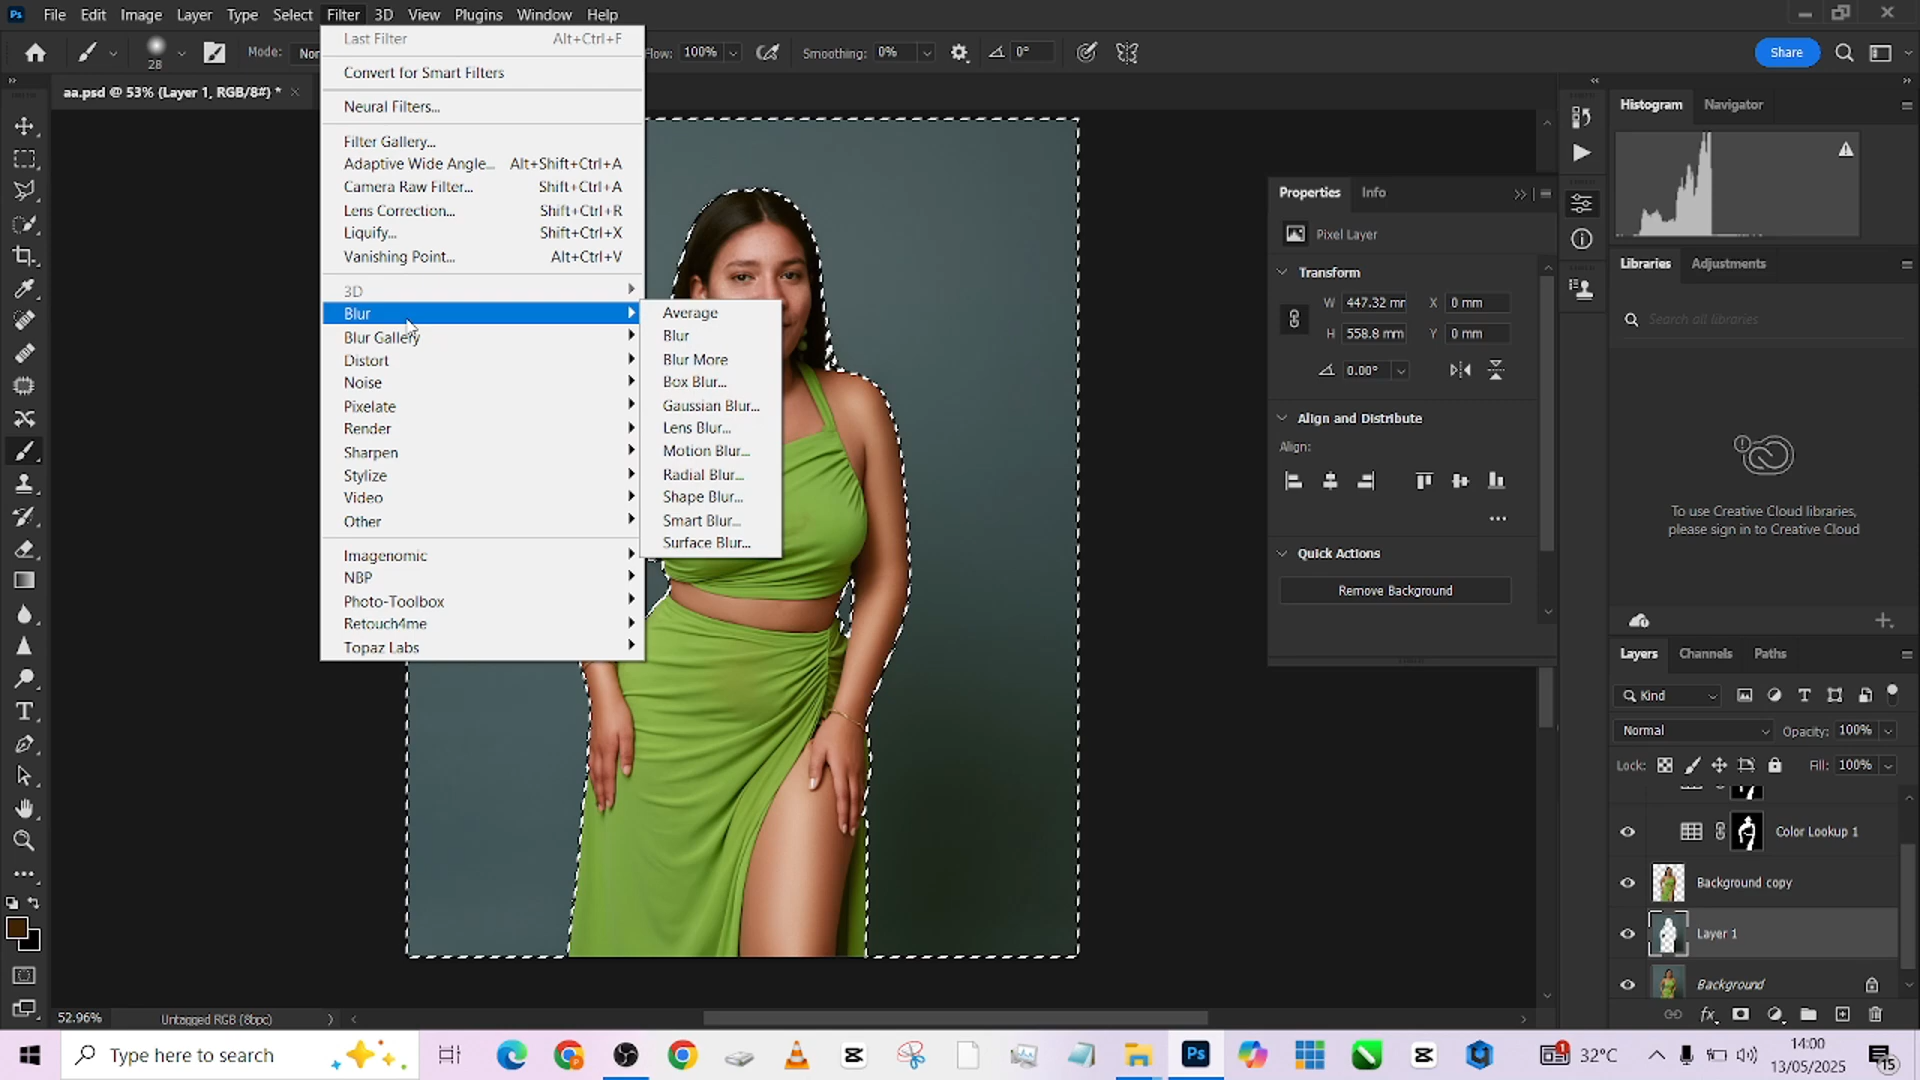 Ps File Edit Image Layer Type Select Filter 3D View Plugins Window Help
28 Mode: Nor Flow: 100% Smoothing: 0% 0° Share
aa.psd @ 53% (Layer 1, RGB/8#) *
Last Filter Alt+Ctrl+F
Convert for Smart Filters
Neural Filters...
Filter Gallery...
Adaptive Wide Angle... Alt+Shift+Ctrl+A
Camera Raw Filter... Shift+Ctrl+A
Lens Correction... Shift+Ctrl+R
Liquify... Shift+Ctrl+X
Vanishing Point... Alt+Ctrl+V
3D
Blur
Blur Gallery
Distort
Noise
Pixelate
Render
Sharpen
Stylize
Video
Other
Imagenomic
NBP
Photo-Toolbox
Retouch4me
Topaz Labs
Average
Blur
Blur More
Box Blur...
Gaussian Blur...
Lens Blur...
Motion Blur...
Radial Blur...
Shape Blur...
Smart Blur...
Surface Blur...
Properties Info
Pixel Layer
Transform
W 447.32 mr X 0 mm
H 558.8 mm Y 0 mm
0.00°
Align and Distribute
Align:
Quick Actions
Remove Background
Histogram Navigator
Libraries Adjustments
Search all libraries
To use Creative Cloud libraries,
please sign in to Creative Cloud
Layers Channels Paths
Kind
Normal Opacity: 100%
Lock: Fill: 100%
Color Lookup 1
Background copy
Layer 1
Background
fx
52.96% Untagged RGB (8bpc)
Type here to search
Ps
1
32°C
14:00
13/05/2025
15